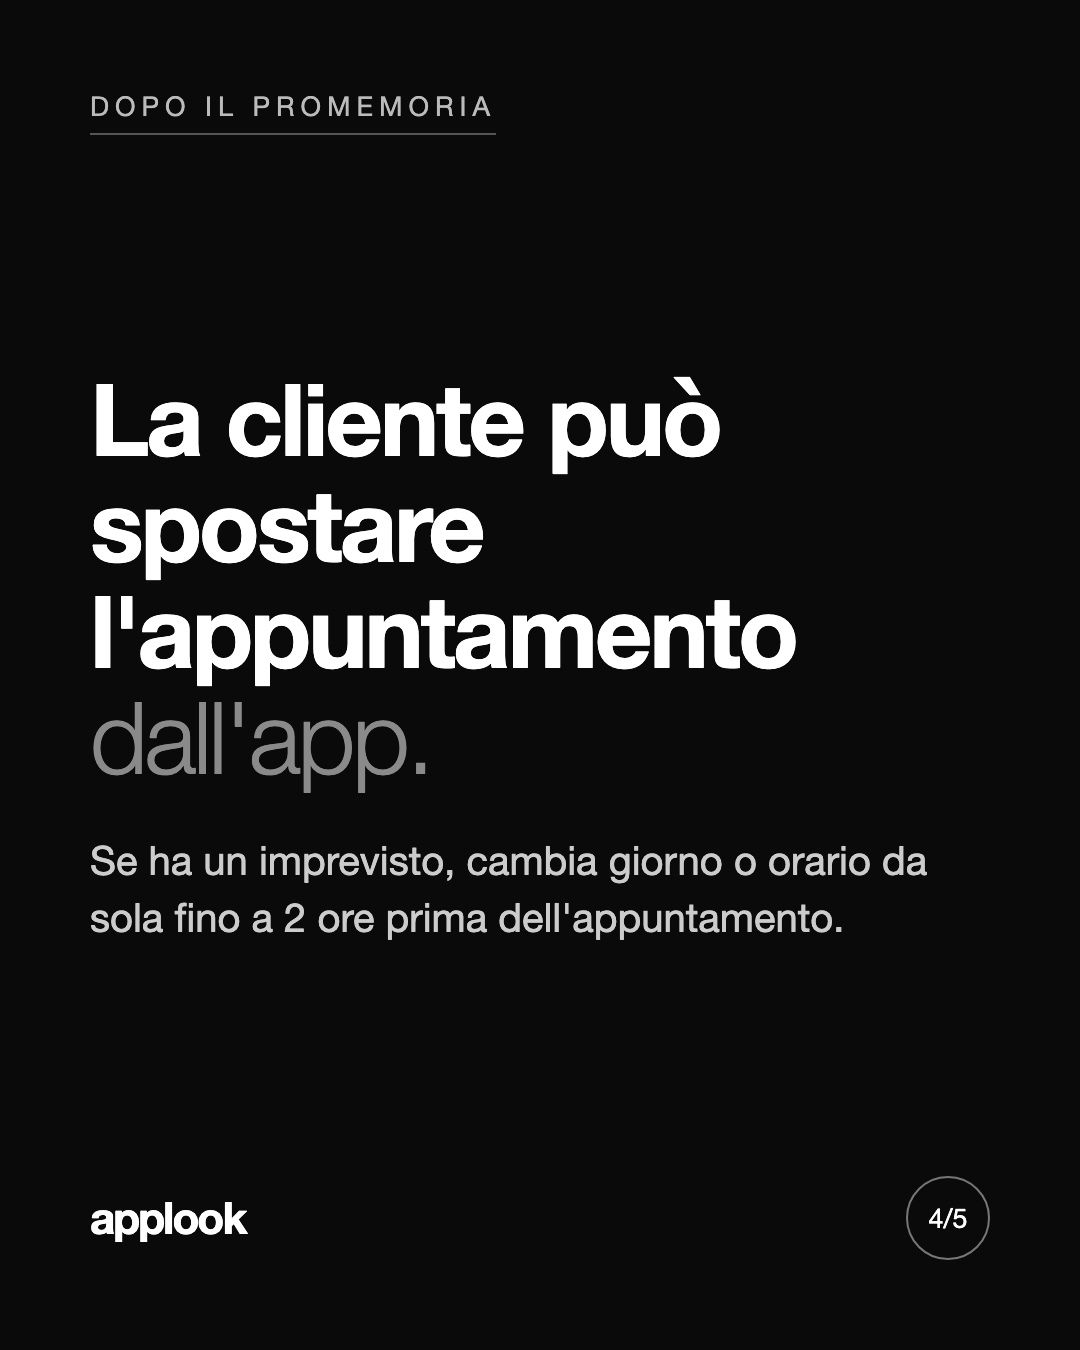 DOPO IL PROMEMORIA
La cliente può
spostare
l'appuntamento
dall'app.
Se ha un imprevisto, cambia giorno o orario da
sola fino a 2 ore prima dell'appuntamento.
applook
4/5